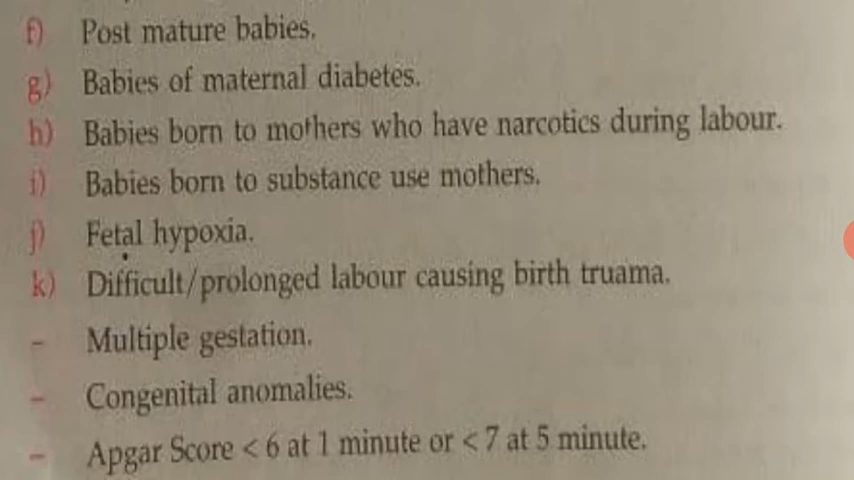 f) Post mature babies.
g) Babies of maternal diabetes.
h) Babies born to mothers who have narcotics during labour.
i) Babies born to substance use mothers.
j) Fetal hypoxia.
k) Difficult/prolonged labour causing birth truama.
– Multiple gestation.
– Congenital anomalies.
– Apgar Score < 6 at 1 minute or < 7 at 5 minute.